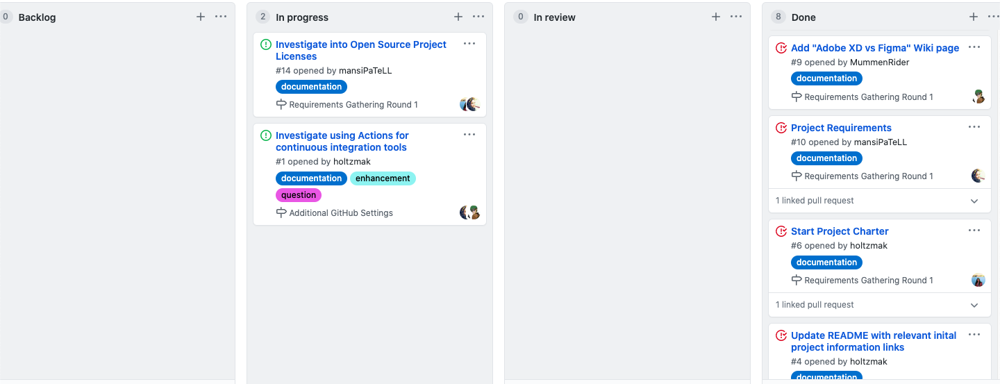 0 Backlog
2 In progress
Investigate into Open Source Project
Licenses
#14 opened by mansiPaTeLL
documentation
Requirements Gathering Round 1
Investigate using Actions for
continuous integration tools
#1 opened by holtzmak
documentation enhancement
question
Additional GitHub Settings
0 In review
8 Done
Add "Adobe XD vs Figma" Wiki page
#9 opened by MummenRider
documentation
Requirements Gathering Round 1
Project Requirements
#10 opened by mansiPaTeLL
documentation
Requirements Gathering Round 1
1 linked pull request
Start Project Charter
#6 opened by holtzmak
documentation
Requirements Gathering Round 1
1 linked pull request
Update README with relevant inital
project information links
#4 opened by holtzmak
documentation